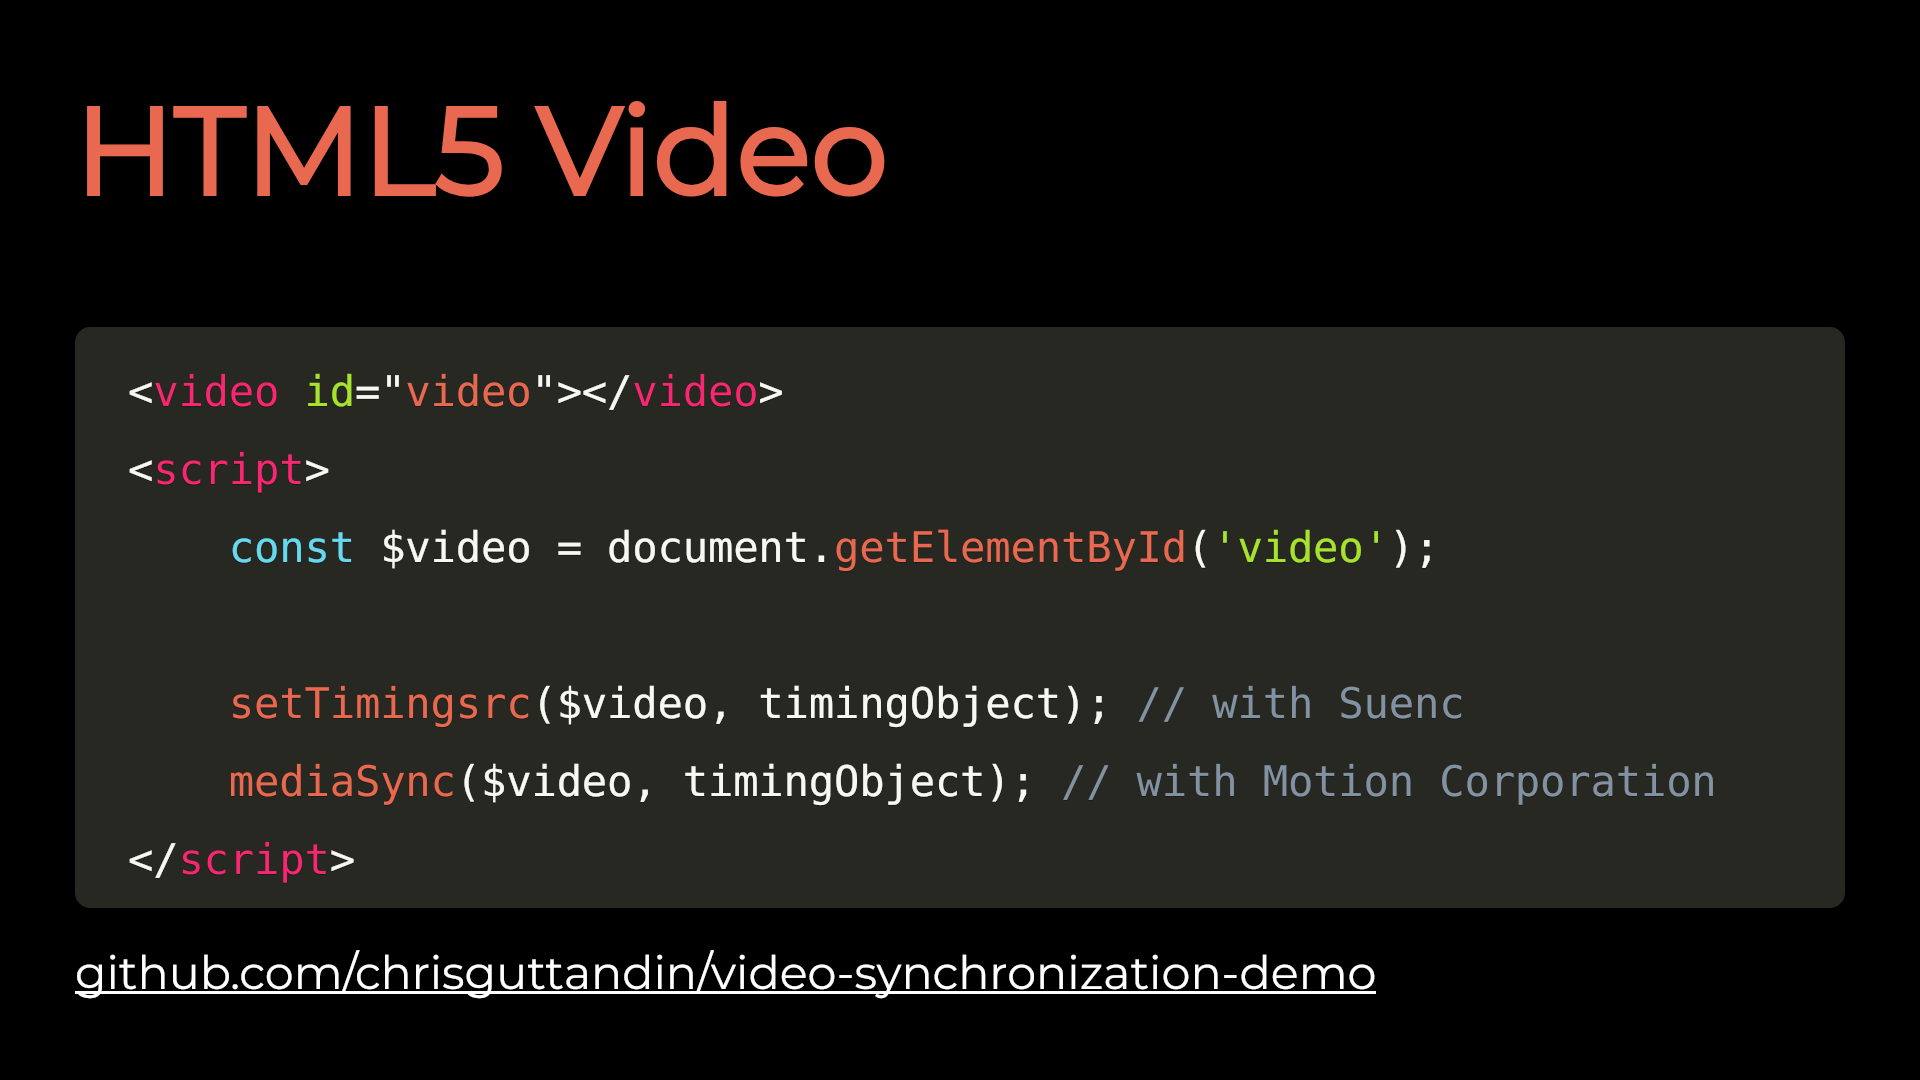 HTML5 Video
<video id="video"></video>
<script>
    const $video = document.getElementById('video');
    setTimingsrc($video, timingObject); // with Suenc
    mediaSync($video, timingObject); // with Motion Corporation
</script>
github.com/chrisguttandin/video-synchronization-demo